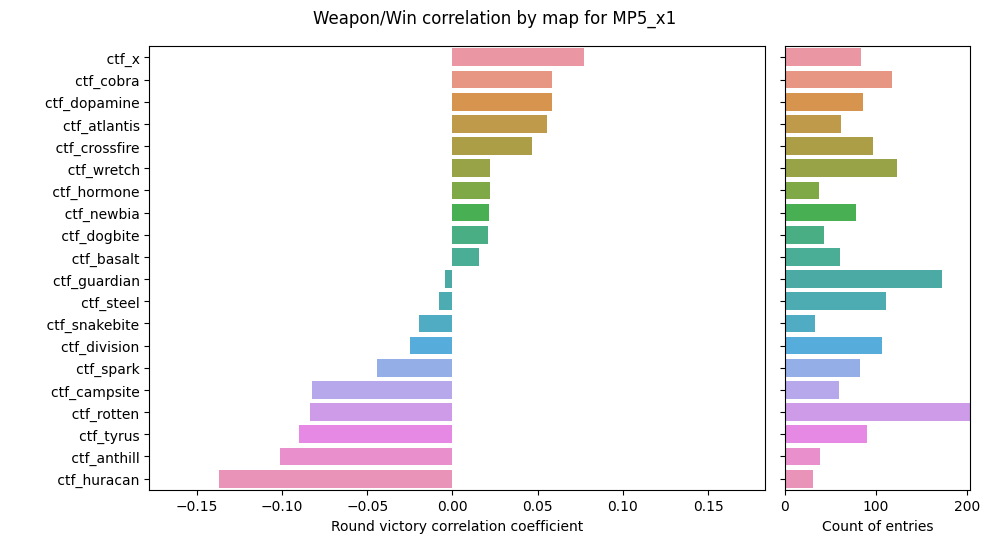 Weapon/Win correlation by map for MP5_x1
ctf_x
ctf_cobra
ctf_dopamine
ctf_atlantis
ctf_crossfire
ctf_wretch
ctf_hormone
ctf_newbia
ctf_dogbite
ctf_basalt
ctf_guardian
ctf_steel
ctf_snakebite
ctf_division
ctf_spark
ctf_campsite
ctf_rotten
ctf_tyrus
ctf_anthill
ctf_huracan
−0.15 −0.10 −0.05 0.00 0.05 0.10 0.15
Round victory correlation coefficient
0 100 200
Count of entries